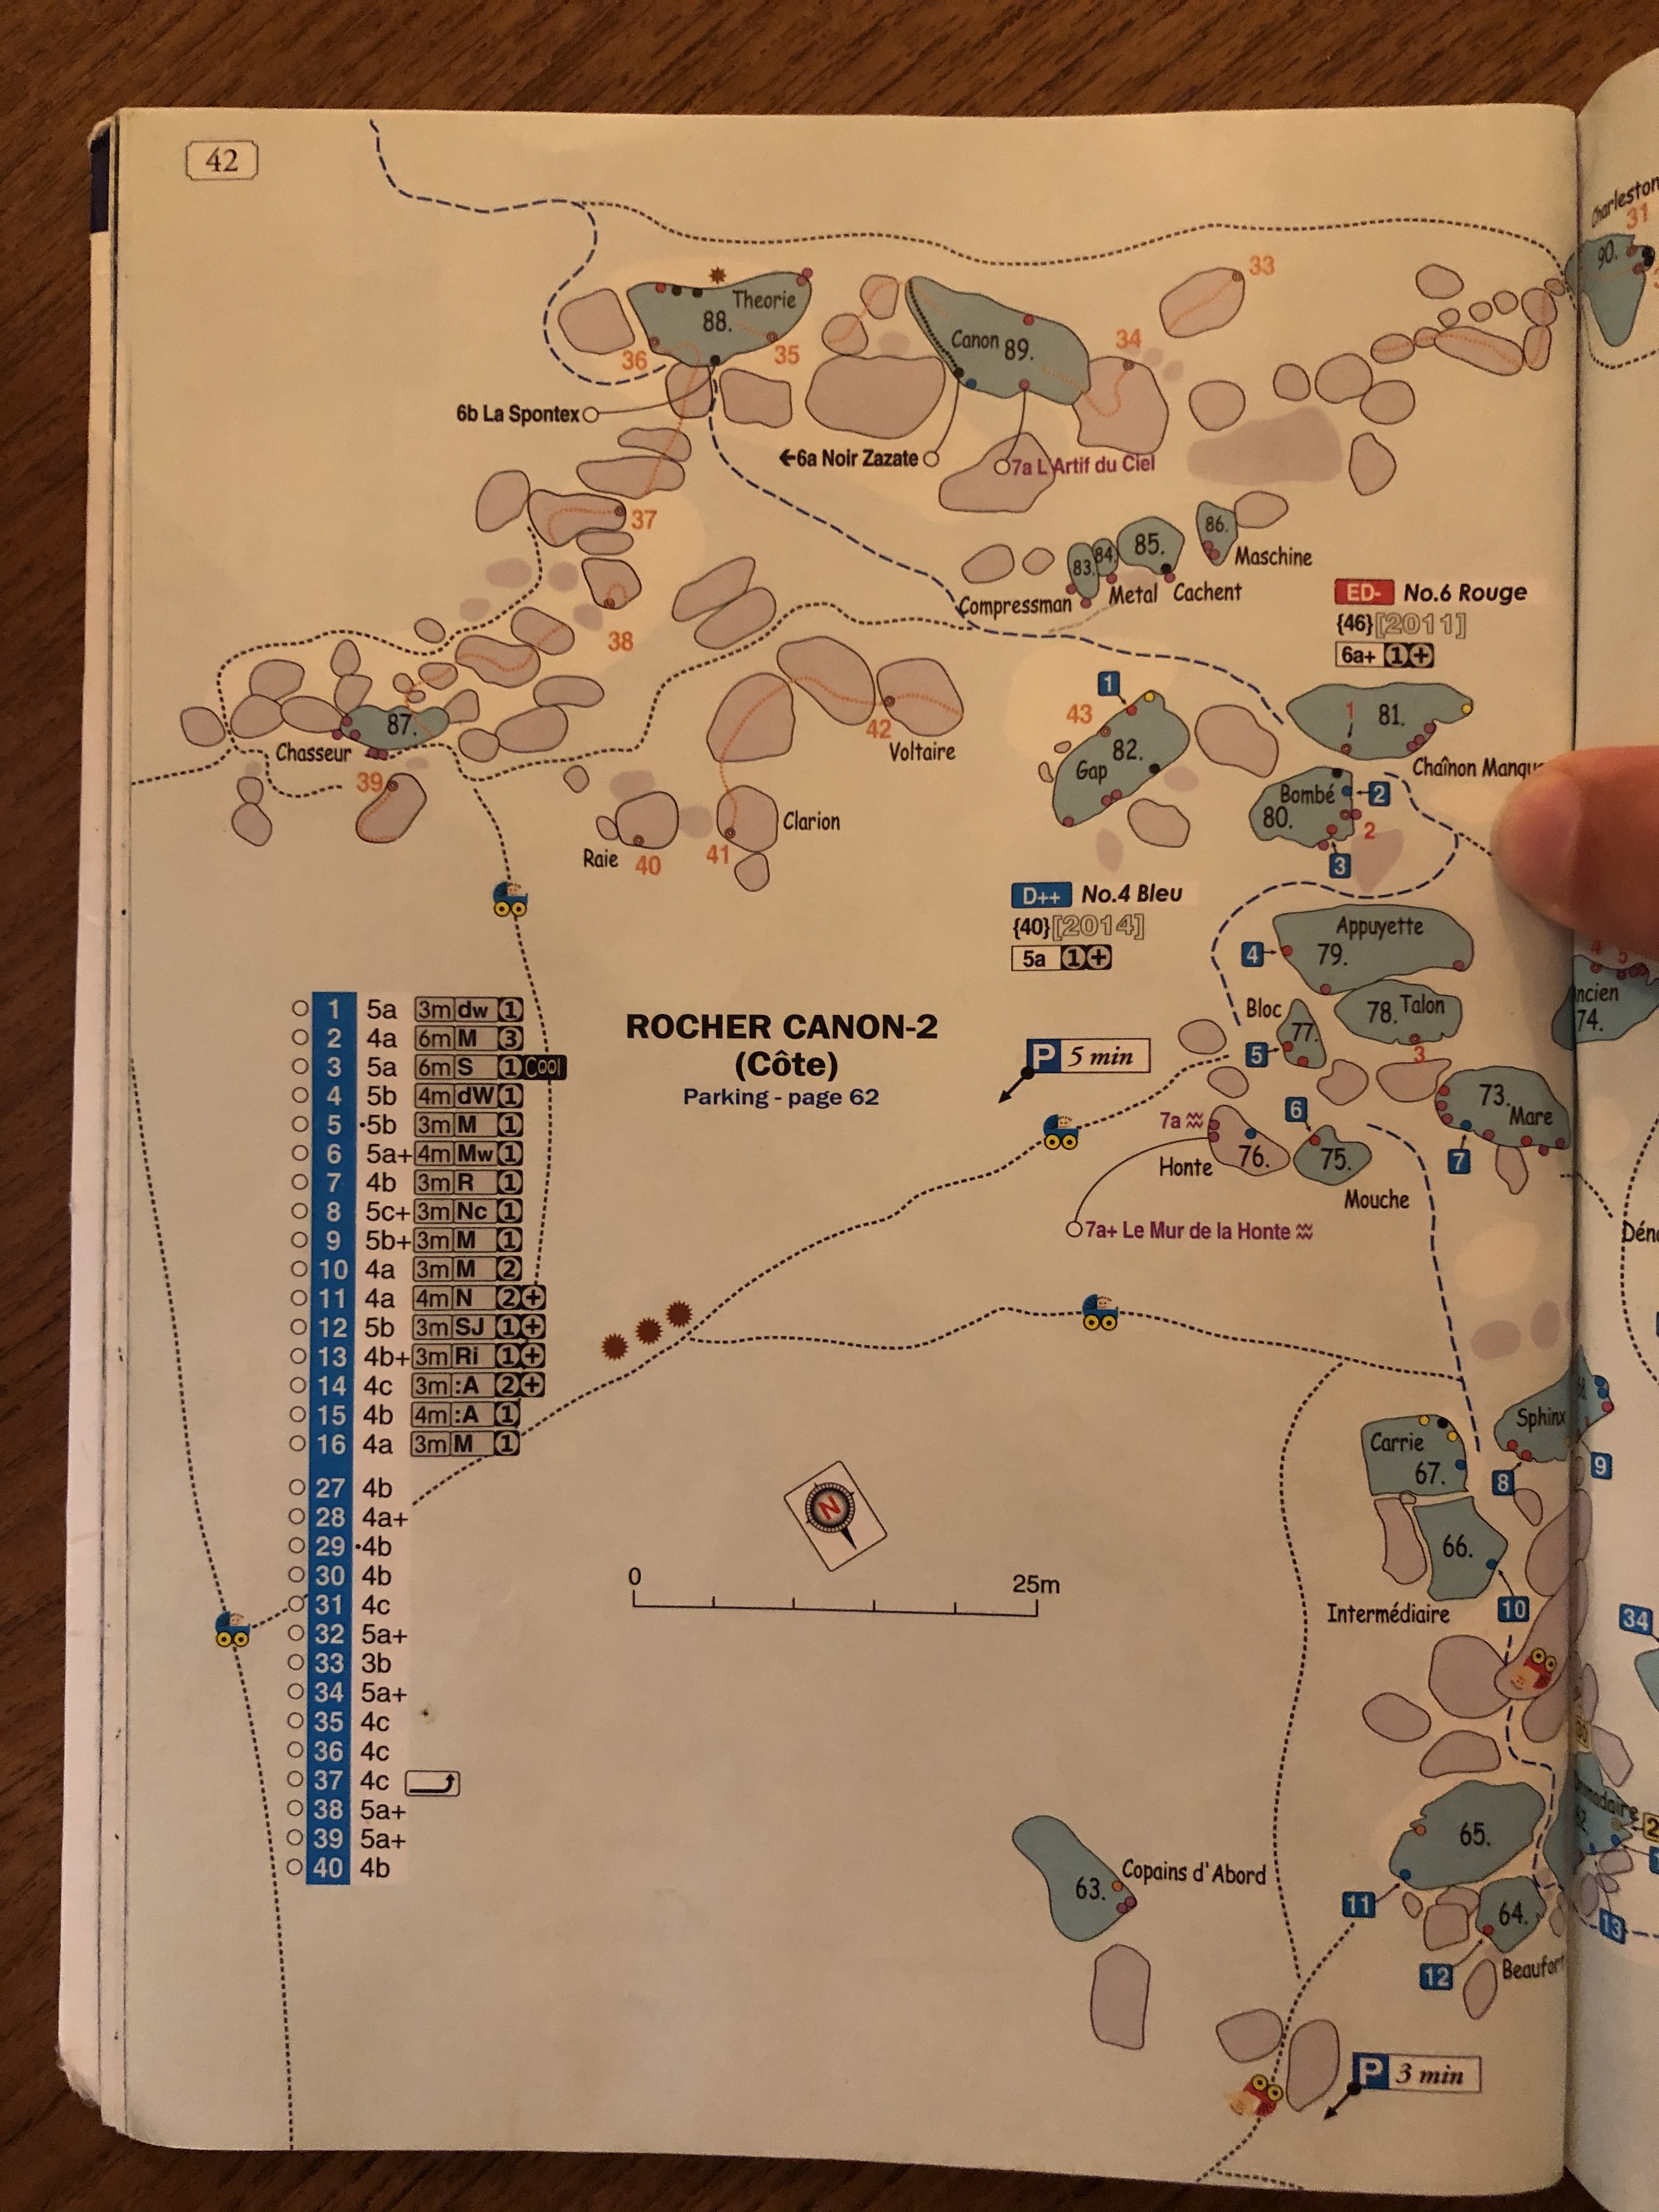 42
Charleston
31
90.
33
Theorie
88.
36
35
Canon 89.
34
6b La Spontex
←6a Noir Zazate
7a L'Artif du Ciel
37
86.
85.
84.
83.
Maschine
Compressman
Metal
Cachent
ED- No.6 Rouge
{46}[2011]
6a+ 1+
38
1
43
82.
Gap
1
81.
Chaînon
87.
Chasseur
39
42
Voltaire
Bombé
80.
2
2
3
Clarion
Raie
40
41
D++ No.4 Bleu
{40}[2014]
5a 1+
Appuyette
79.
4
4 5
74.
78. Talon
3
Bloc
77.
5
ROCHER CANON-2
(Côte)
Parking - page 62
P 5 min
73.
Mare
7
6
7a
76.
Honte
75.
Mouche
7a+ Le Mur de la Honte
1 5a 3m dw 1
2 4a 6m M 3
3 5a 6m S 1 Cool
4 5b 4m dW 1
5 •5b 3m M 1
6 5a+ 4m Mw 1
7 4b 3m R 1
8 5c+ 3m Nc 1
9 5b+ 3m M 1
10 4a 3m M 2
11 4a 4m N 2+
12 5b 3m SJ 1+
13 4b+ 3m Ri 1+
14 4c 3m :A 2+
15 4b 4m :A 1
16 4a 3m M 1
27 4b
28 4a+
29 •4b
30 4b
31 4c
32 5a+
33 3b
34 5a+
35 4c
36 4c
37 4c
38 5a+
39 5a+
40 4b
Carrie
67.
Sphinx
8
9
66.
Intermédiaire
10
34
N
0 25m
65.
11
63.
Copains d'Abord
64.
12
Beaufort
13
P 3 min